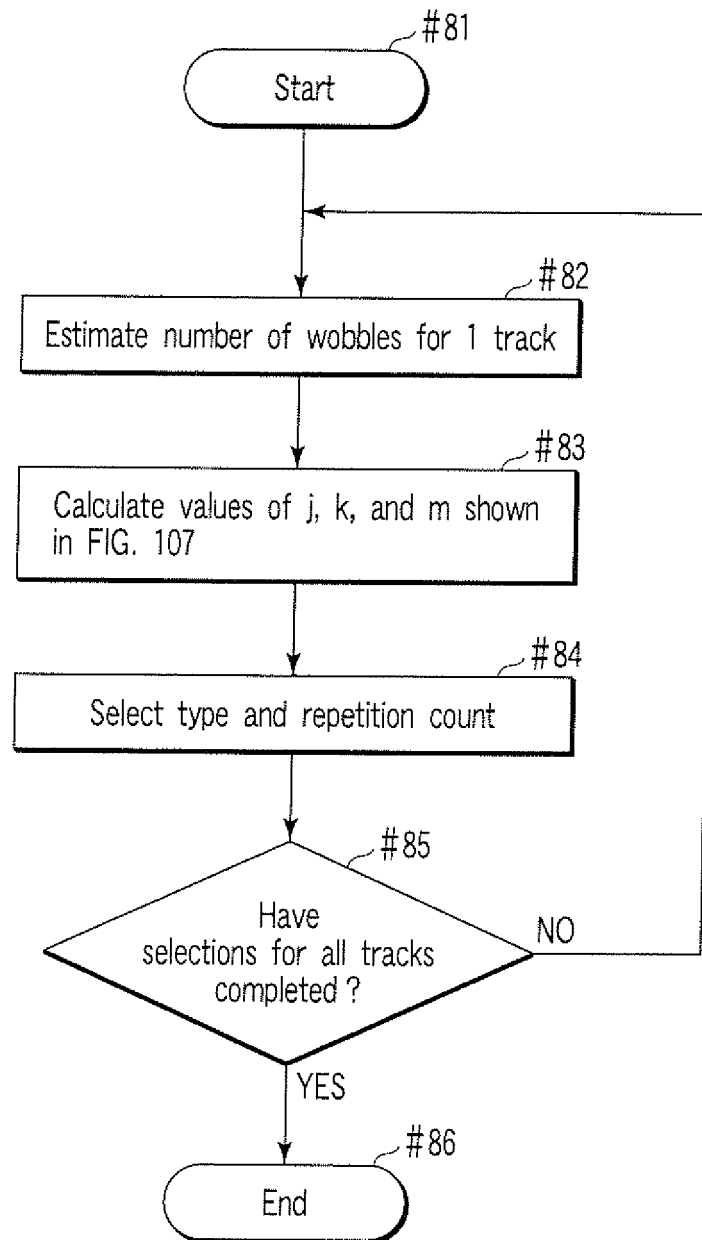 #81
Start
#82
Estimate number of wobbles for 1 track
#83
Calculate values of j, k, and m shown
in FIG. 107
#84
Select type and repetition count
#85
Have
selections for all tracks
completed ?
NO
YES
#86
End